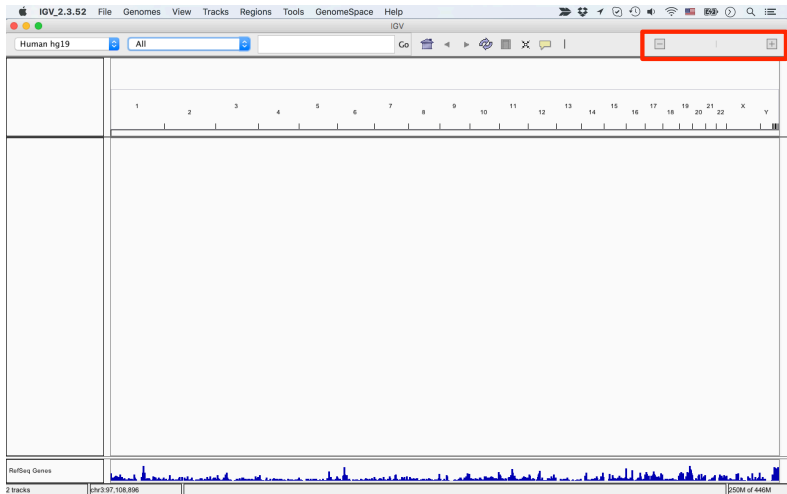 IGV_2.3.52 File Genomes View Tracks Regions Tools GenomeSpace Help
IGV
Human hg19 All Go
1 2 3 4 5 6 7 8 9 10 11 12 13 14 15 16 17 18 19 20 21 22 X Y
RefSeq Genes
2 tracks chr3:97,108,896 250M of 446M